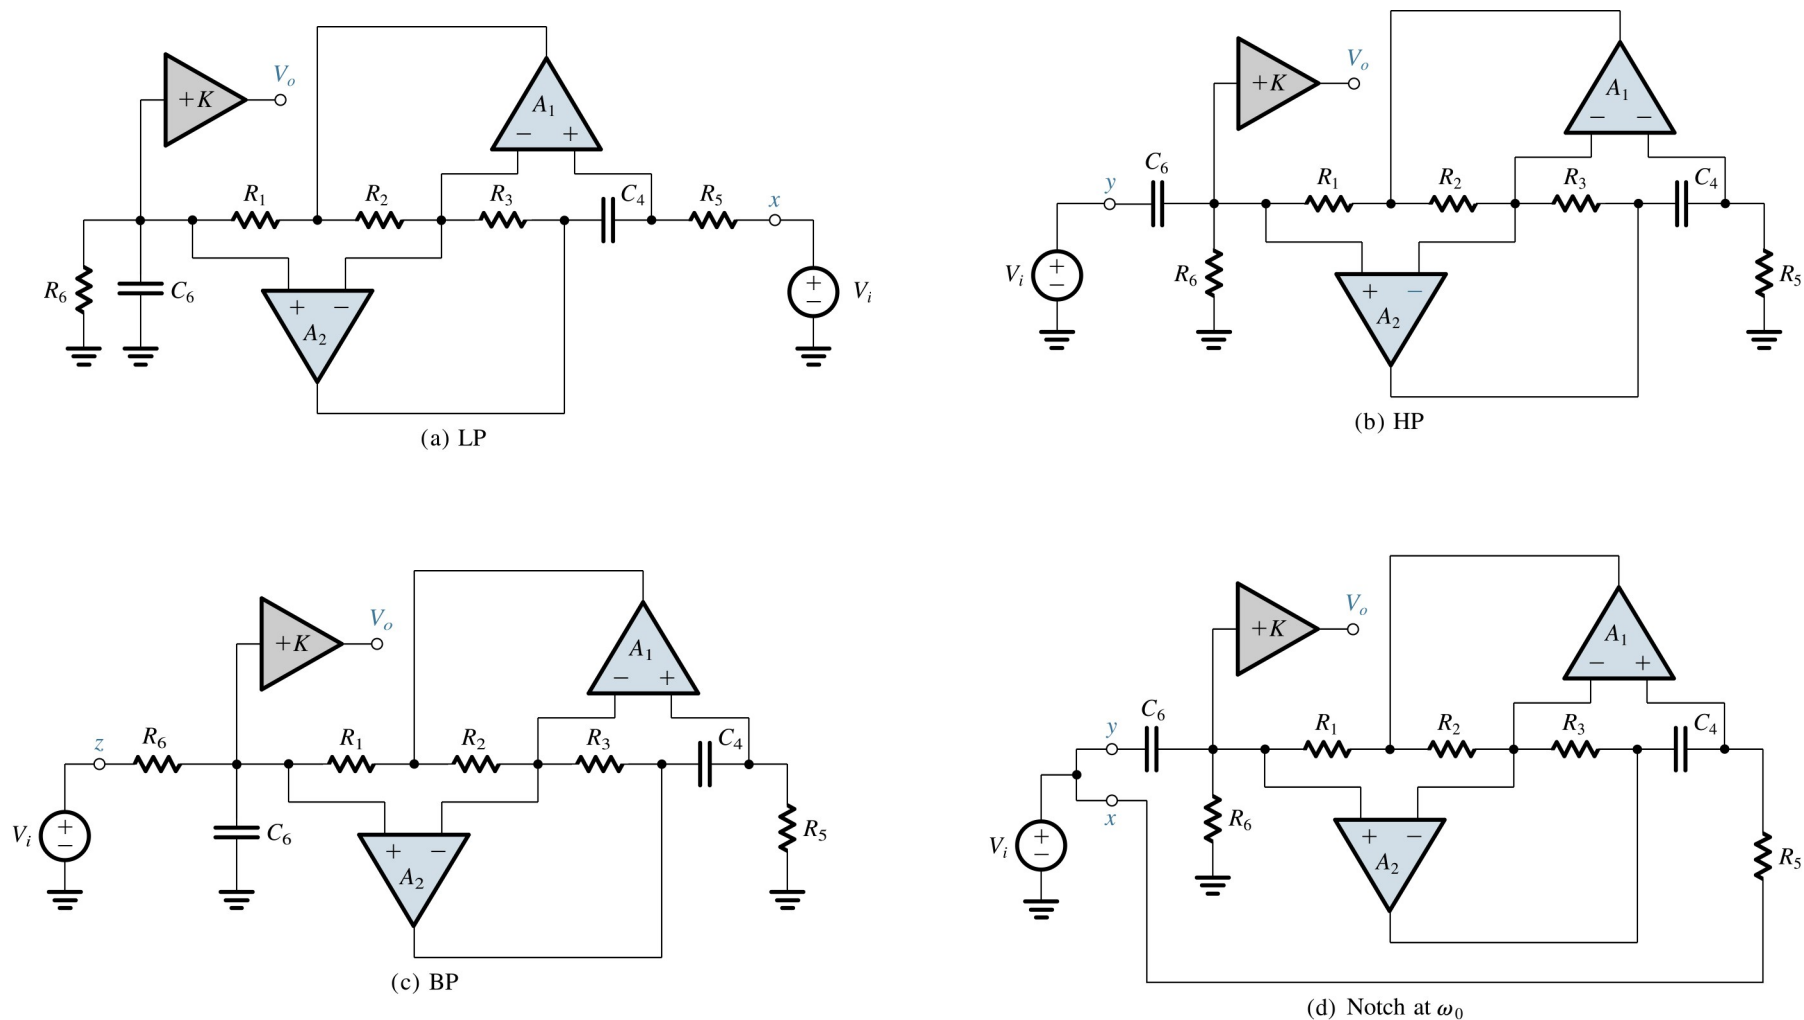 +K
Vₒ
A₁
− +
R₁
R₂
R₃
C₄
R₅
x
R₆
C₆
+ −
A₂
+
−
Vᵢ
(a) LP
+K
Vₒ
A₁
− −
y
C₆
R₁
R₂
R₃
C₄
Vᵢ
+
−
R₆
+ −
A₂
R₅
(b) HP
+K
Vₒ
A₁
− +
z
R₆
R₁
R₂
R₃
C₄
Vᵢ
+
−
C₆
+ −
A₂
R₅
(c) BP
+K
Vₒ
A₁
− +
y
C₆
R₁
R₂
R₃
C₄
x
Vᵢ
+
−
R₆
+ −
A₂
R₅
(d) Notch at ω₀